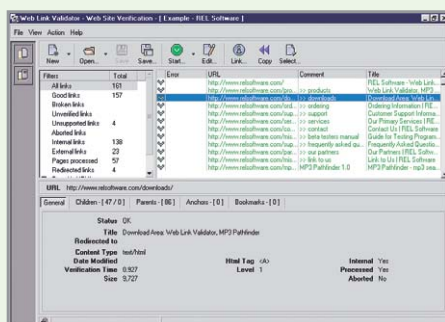 Web Link Validator - Web Site Verification - [ Example - REL Software ]
File View Action Help
New Open... Save Save... Start... Edit... Link... Copy Select...
Filters Total
All links 161
Good links 157
Broken links
Unverified links
Unsupported links 4
Aborted links
Internal links 138
External links 23
Pages processed 57
Redirected links 4
Error URL Comment Title
http://www.relsoftware.com/ REL Software - Web Link...
http://www.relsoftware.com/pro... >> products Web Link Validator, MP3
http://www.relsoftware.com/do... >> downloads Download Area: Web Lin...
http://www.relsoftware.com/ord... >> ordering Ordering Information | RE...
http://www.relsoftware.com/sup... >> support Customer Support Informa...
http://www.relsoftware.com/ser... >> services Our Primary Services | RE...
http://www.relsoftware.com/con... >> contact Contact Us | REL Software
http://www.relsoftware.com/his... >> beta testers manual Guide for Testing Program...
http://www.relsoftware.com/sup... >> frequently asked qu... Frequently Asked Questio...
http://www.relsoftware.com/par... >> our partners Our Partners | REL Softw...
http://www.relsoftware.com/par... >> link to us Link to Us | REL Software
http://www.relsoftware.com/mp... MP3 Pathfinder 1.0 MP3 Pathfinder - mp3 sea...
URL http://www.relsoftware.com/downloads/
General Children - [ 47 / 0 ] Parents - [ 86 ] Anchors - [ 0 ] Bookmarks - [ 0 ]
Status OK
Title Download Area: Web Link Validator, MP3 Pathfinder
Redirected to
Content Type text/html
Date Modified Html Tag <A> Internal Yes
Verification Time 0.927 Level 1 Processed Yes
Size 9,727 Aborted No